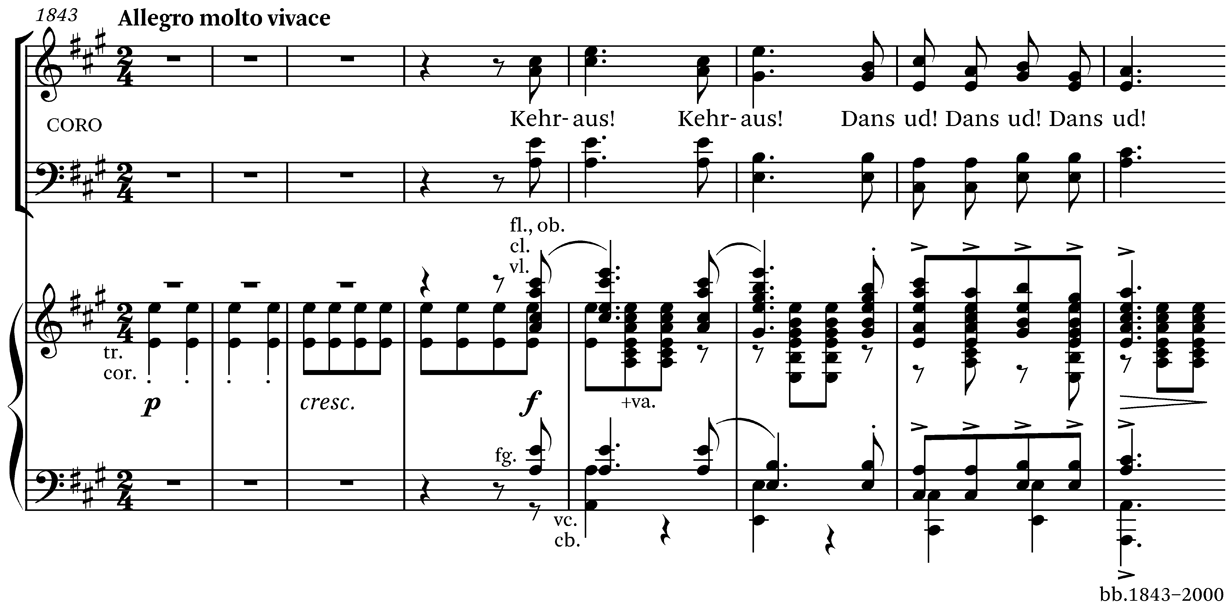 1843 Allegro molto vivace
Kehr- aus! Kehr- aus! Dans ud! Dans ud! Dans ud!
CORO
fl., ob.
cl.
vl.
tr.
cor.
p cresc. f +va.
fg.
vc.
cb.
bb.1843–2000